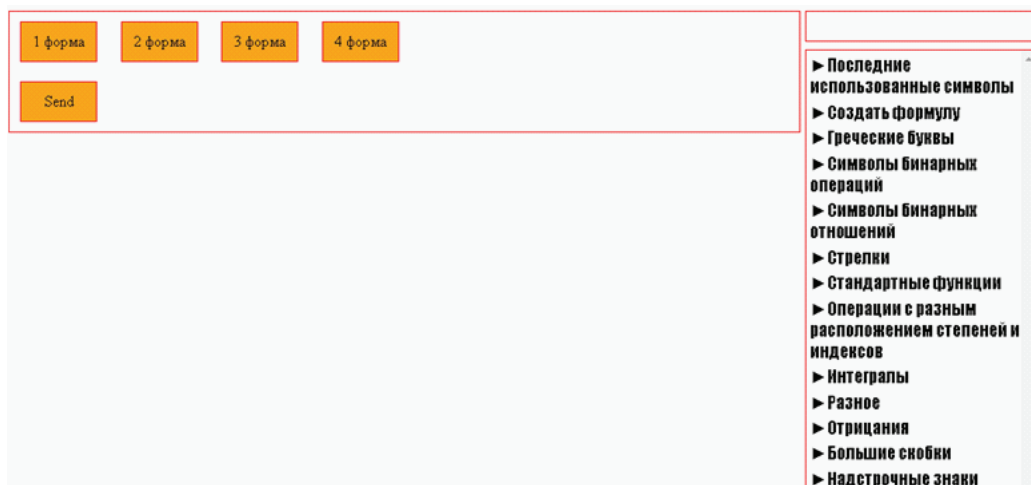 1 форма 2 форма 3 форма 4 форма
Send
►Последние
использованные символы
►Создать формулу
►Греческие буквы
►Символы бинарных
операций
►Символы бинарных
отношений
►Стрелки
►Стандартные функции
►Операции с разным
расположением степеней и
индексов
►Интегралы
►Разное
►Отрицания
►Большие скобки
►Надстрочные знаки